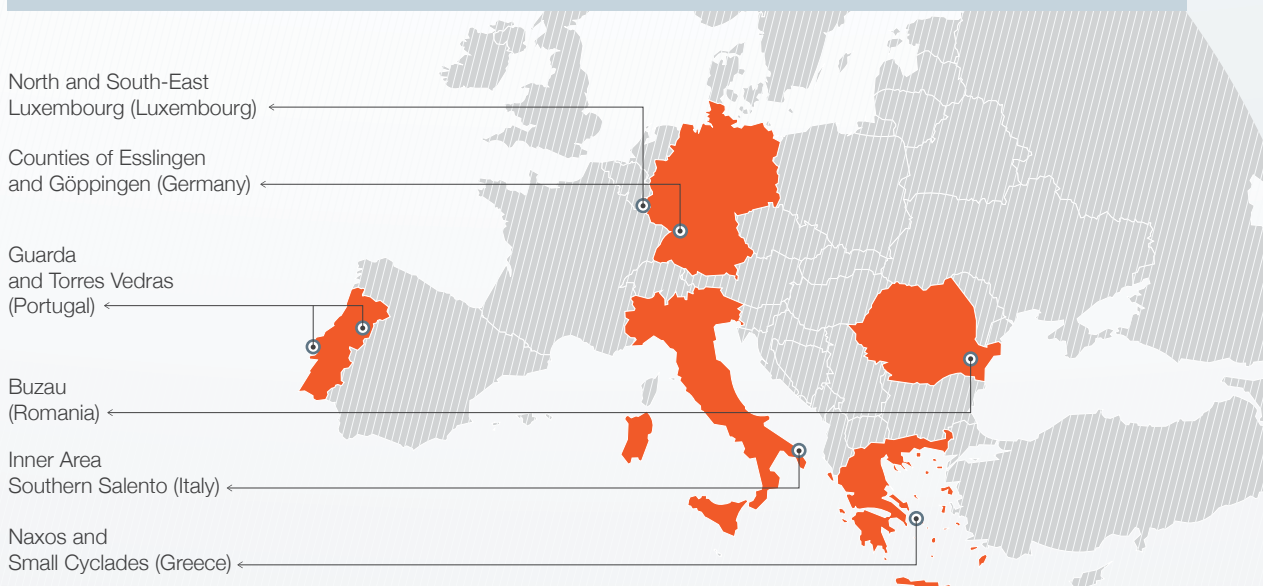 North and South-East
Luxembourg (Luxembourg)
Counties of Esslingen
and Göppingen (Germany)
Guarda
and Torres Vedras
(Portugal)
Buzau
(Romania)
Inner Area
Southern Salento (Italy)
Naxos and
Small Cyclades (Greece)